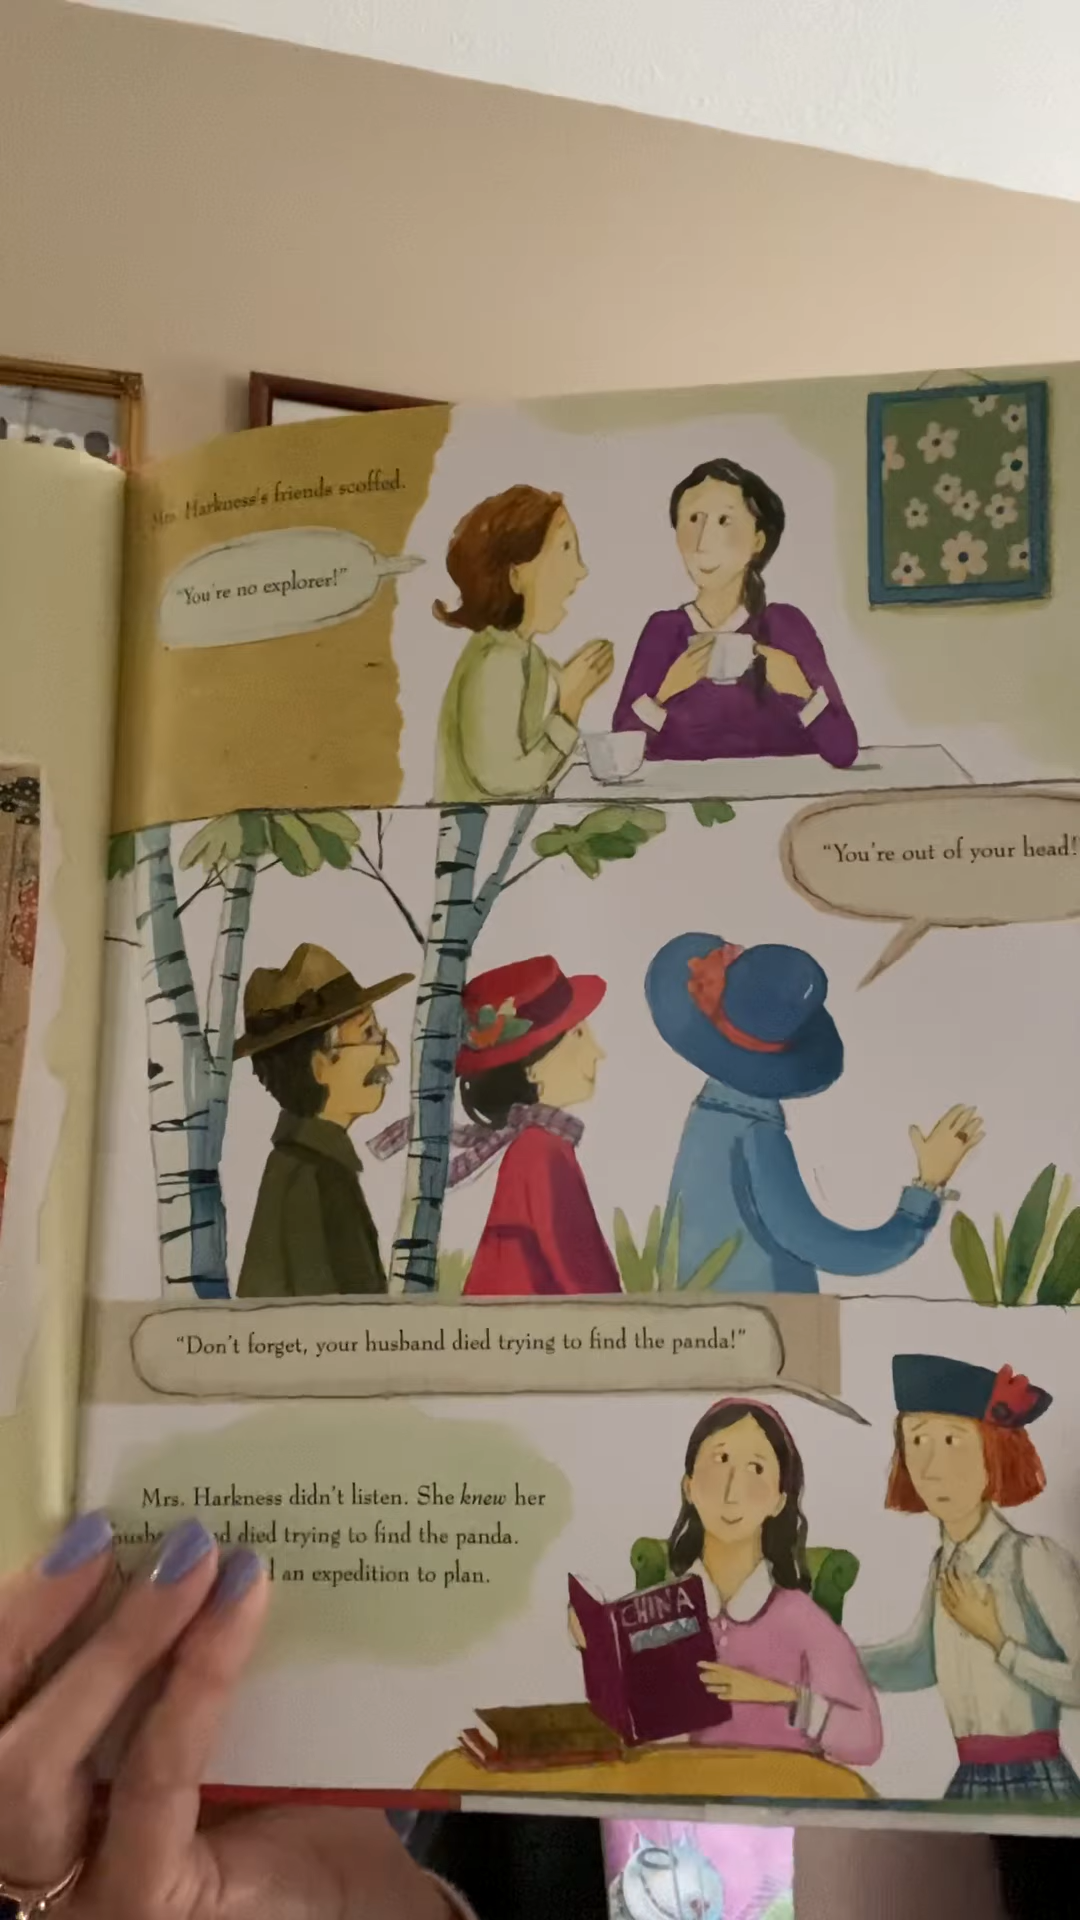 Mrs. Harkness's friends scoffed.
"You're no explorer!"
"You're out of your head!
"Don't forget, your husband died trying to find the panda!"
Mrs. Harkness didn't listen. She knew her
died trying to find the panda.
an expedition to plan.
CHINA